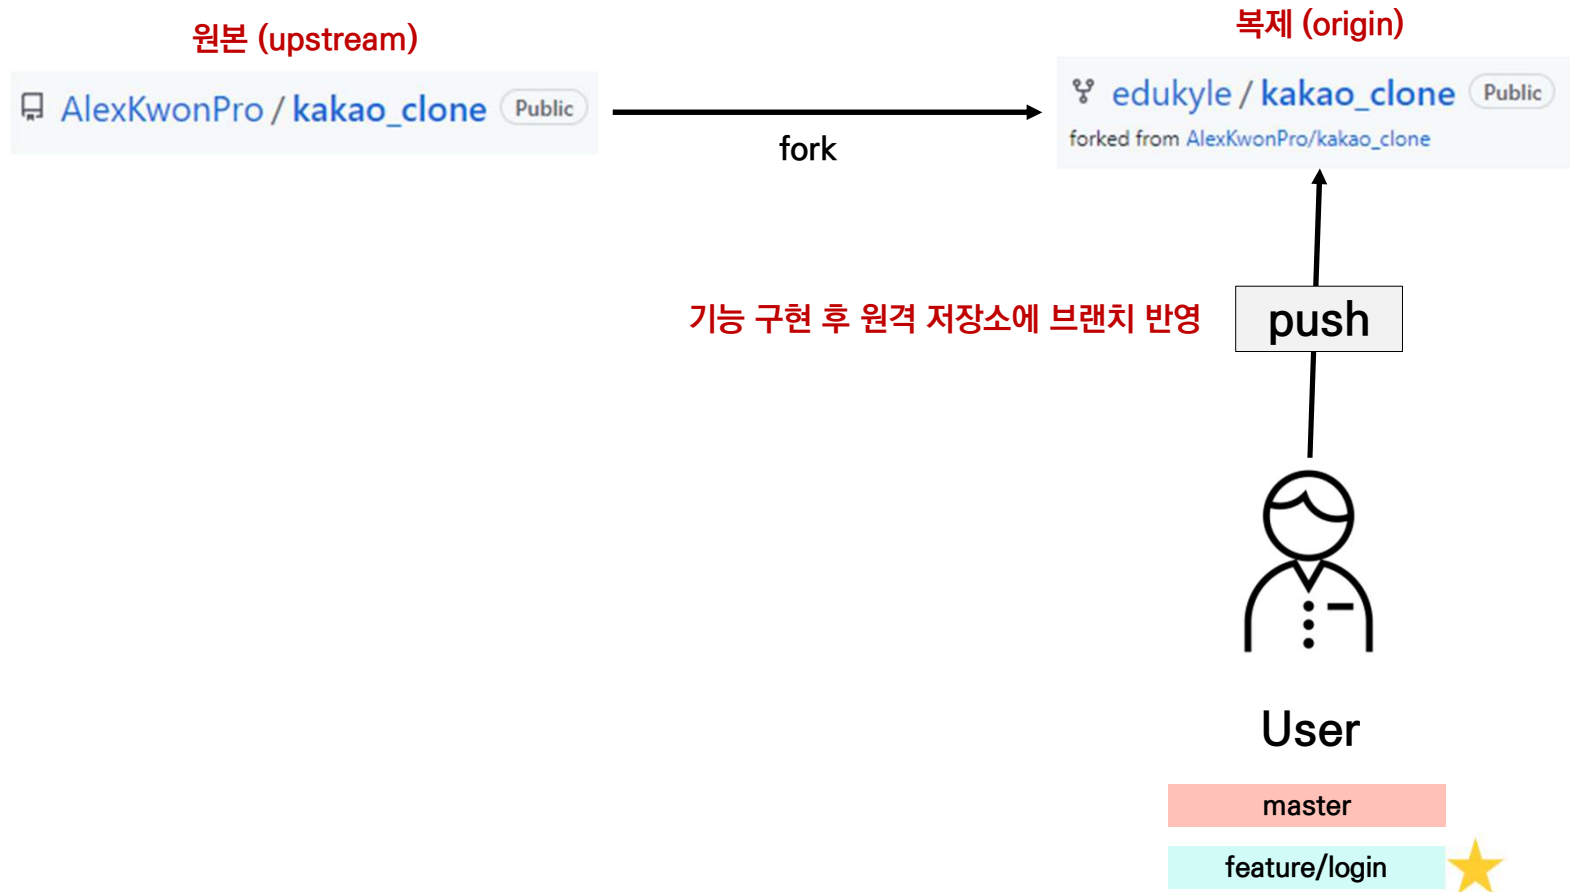 원본 (upstream)
복제 (origin)
AlexKwonPro / kakao_clone Public
edukyle / kakao_clone Public
forked from AlexKwonPro/kakao_clone
fork
기능 구현 후 원격 저장소에 브랜치 반영
push
User
master
feature/login